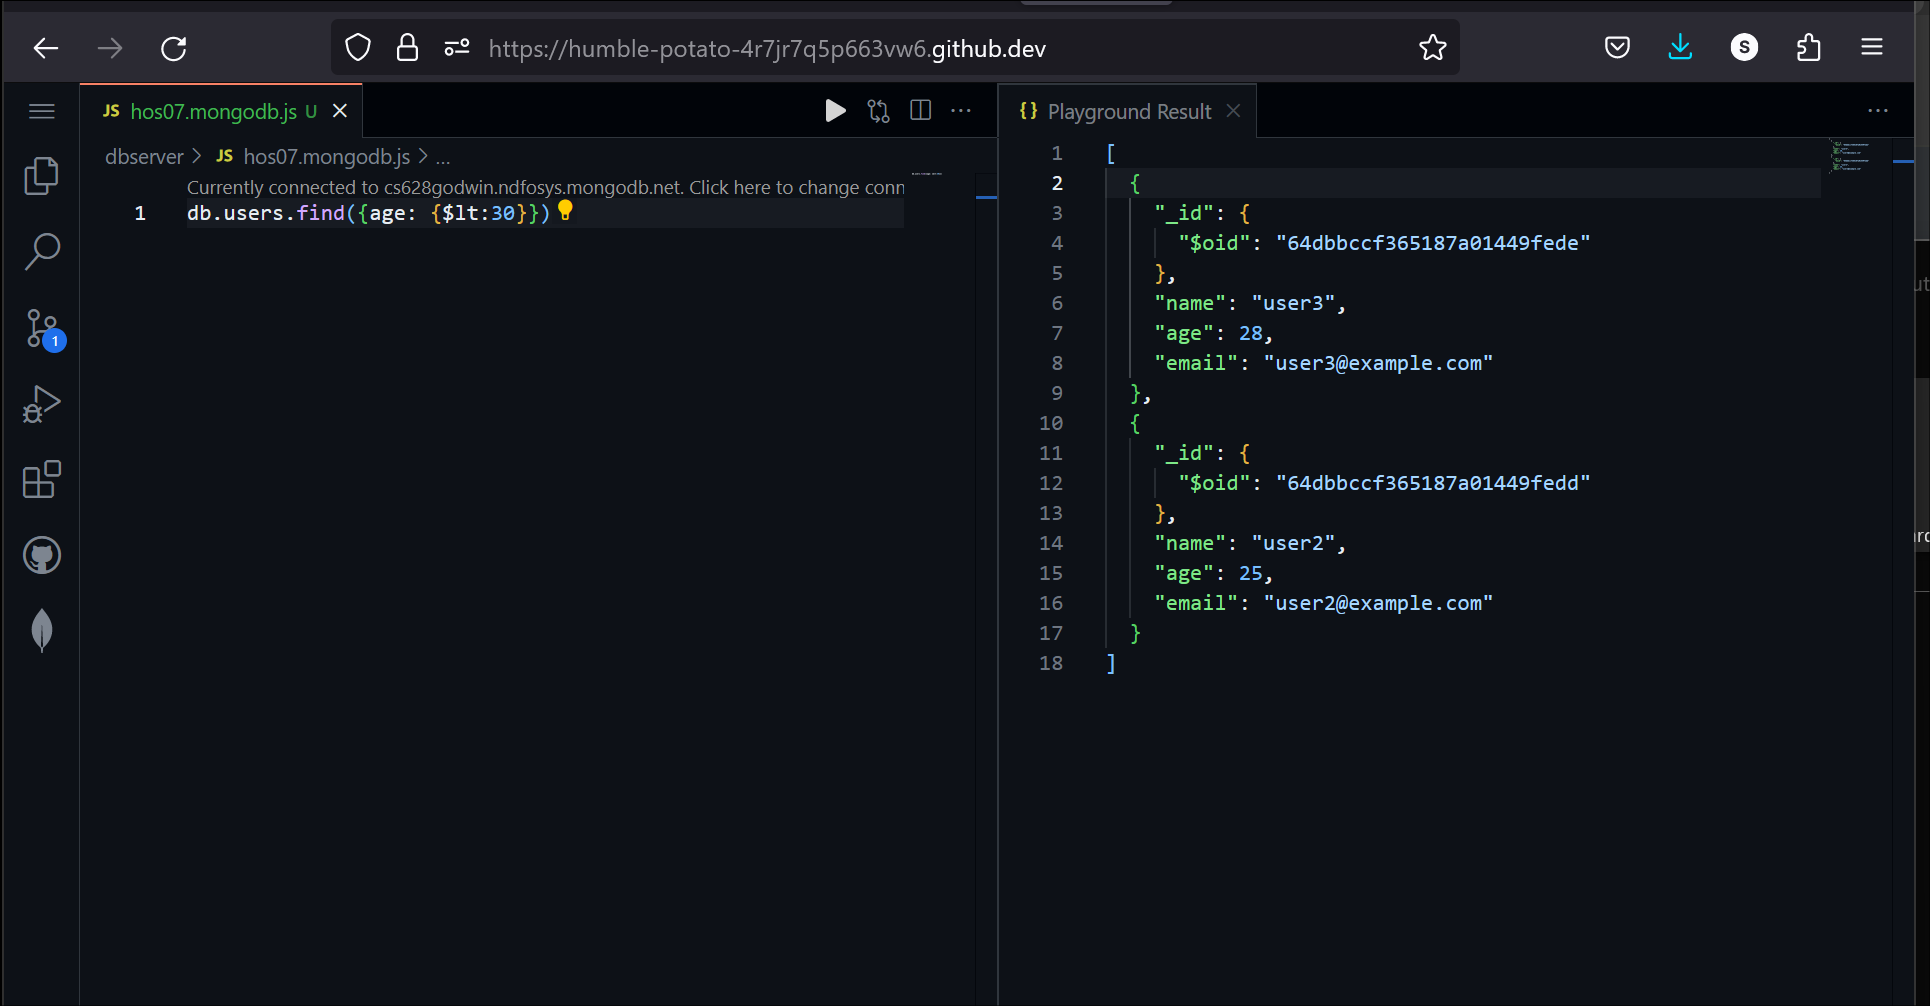 https://humble-potato-4r7jr7q5p663vw6.github.dev
S
JS hos07.mongodb.js U
dbserver > JS hos07.mongodb.js > ...
Currently connected to cs628godwin.ndfosys.mongodb.net. Click here to change conn
1 db.users.find({age: {$lt:30}})
1
{} Playground Result
1 [
2 {
3 "_id": {
4 "$oid": "64dbbccf365187a01449fede"
5 },
6 "name": "user3",
7 "age": 28,
8 "email": "user3@example.com"
9 },
10 {
11 "_id": {
12 "$oid": "64dbbccf365187a01449fedd"
13 },
14 "name": "user2",
15 "age": 25,
16 "email": "user2@example.com"
17 }
18 ]